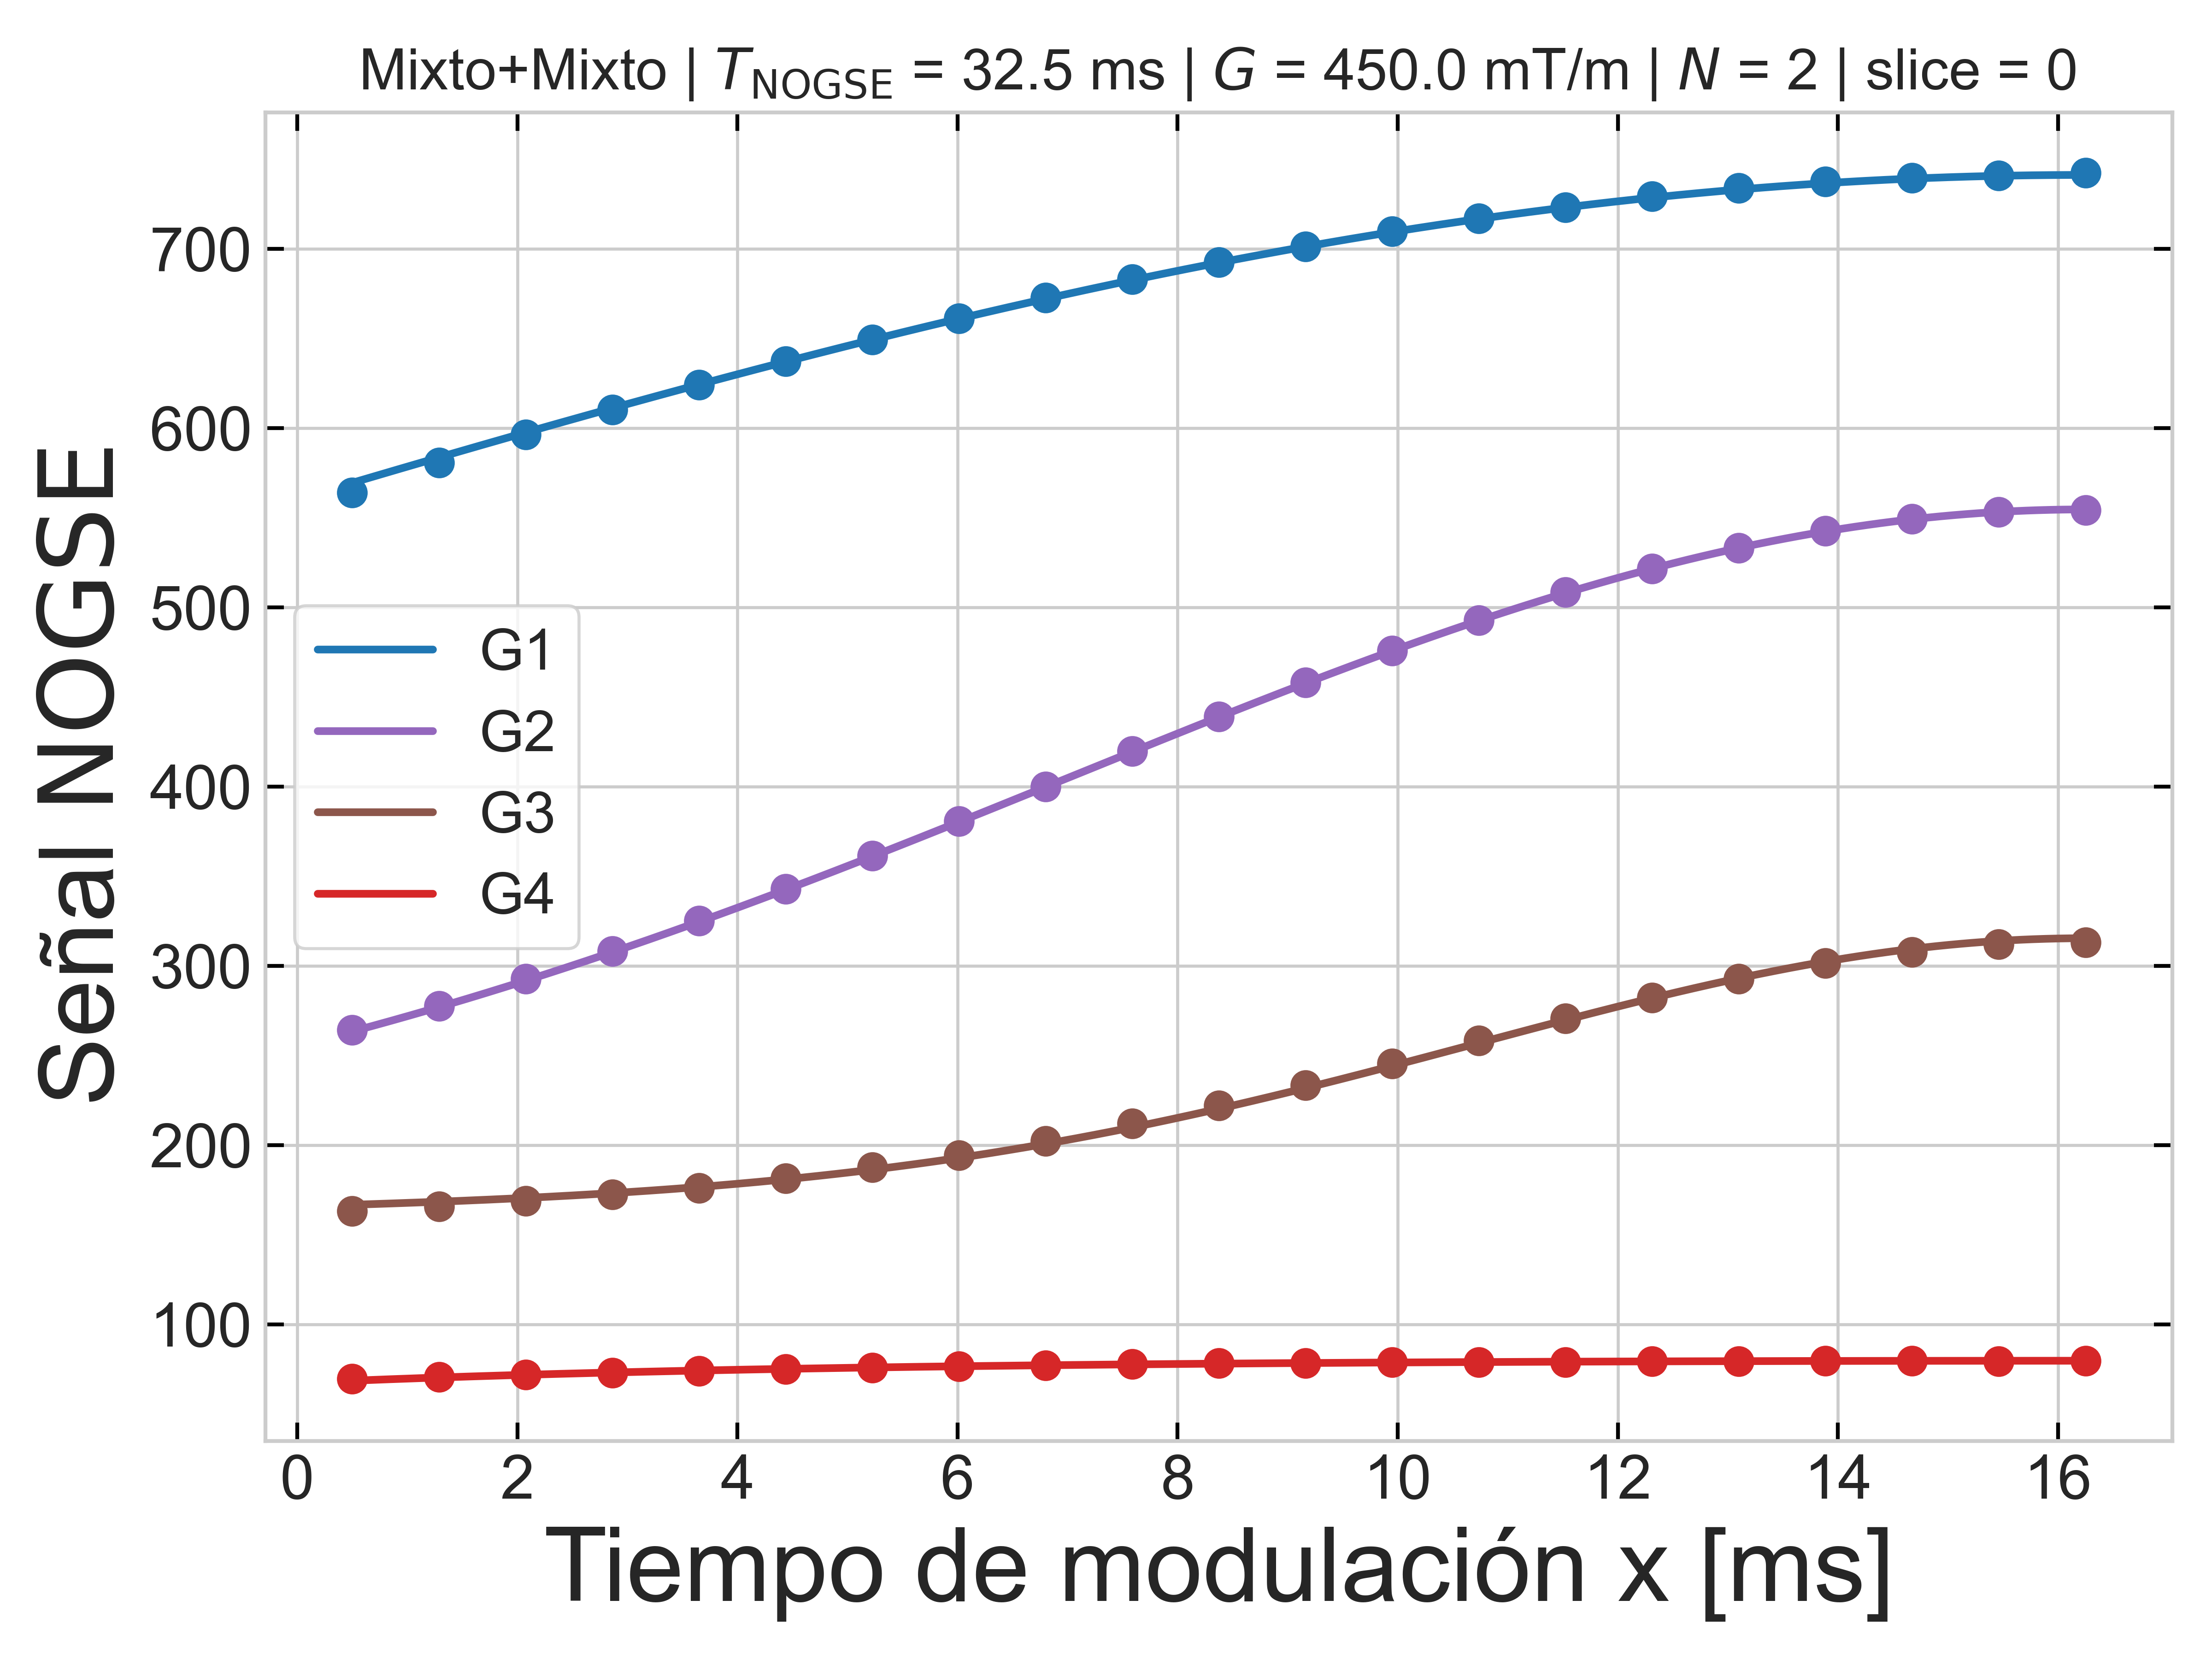 Mixto+Mixto | T_NOGSE = 32.5 ms | G = 450.0 mT/m | N = 2 | slice = 0
Señal NOGSE
700
600
500
400
300
200
100
G1
G2
G3
G4
0 2 4 6 8 10 12 14 16
Tiempo de modulación x [ms]